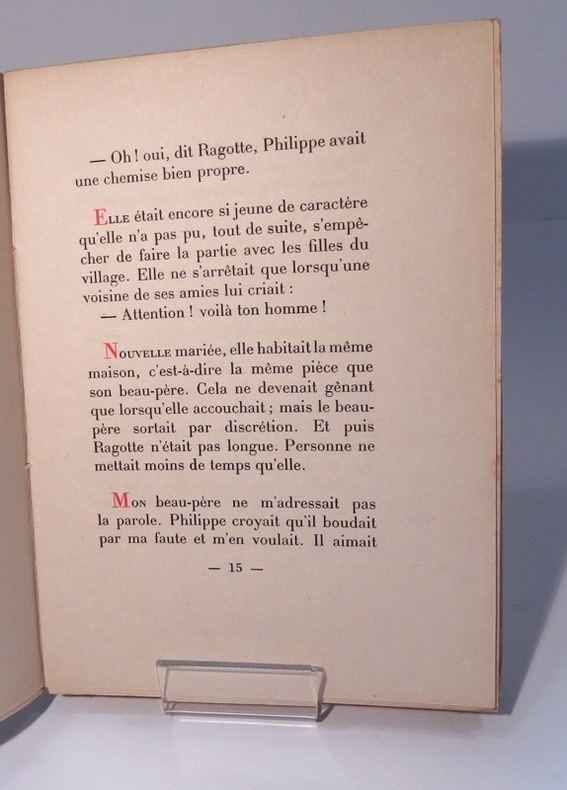 — Oh ! oui, dit Ragotte, Philippe avait
une chemise bien propre.
ELLE était encore si jeune de caractère
qu'elle n'a pas pu, tout de suite, s'empê-
cher de faire la partie avec les filles du
village. Elle ne s'arrêtait que lorsqu'une
voisine de ses amies lui criait :
— Attention ! voilà ton homme !
NOUVELLE mariée, elle habitait la même
maison, c'est-à-dire la même pièce que
son beau-père. Cela ne devenait gênant
que lorsqu'elle accouchait ; mais le beau-
père sortait par discrétion. Et puis
Ragotte n'était pas longue. Personne ne
mettait moins de temps qu'elle.
MON beau-père ne m'adressait pas
la parole. Philippe croyait qu'il boudait
par ma faute et m'en voulait. Il aimait
— 15 —